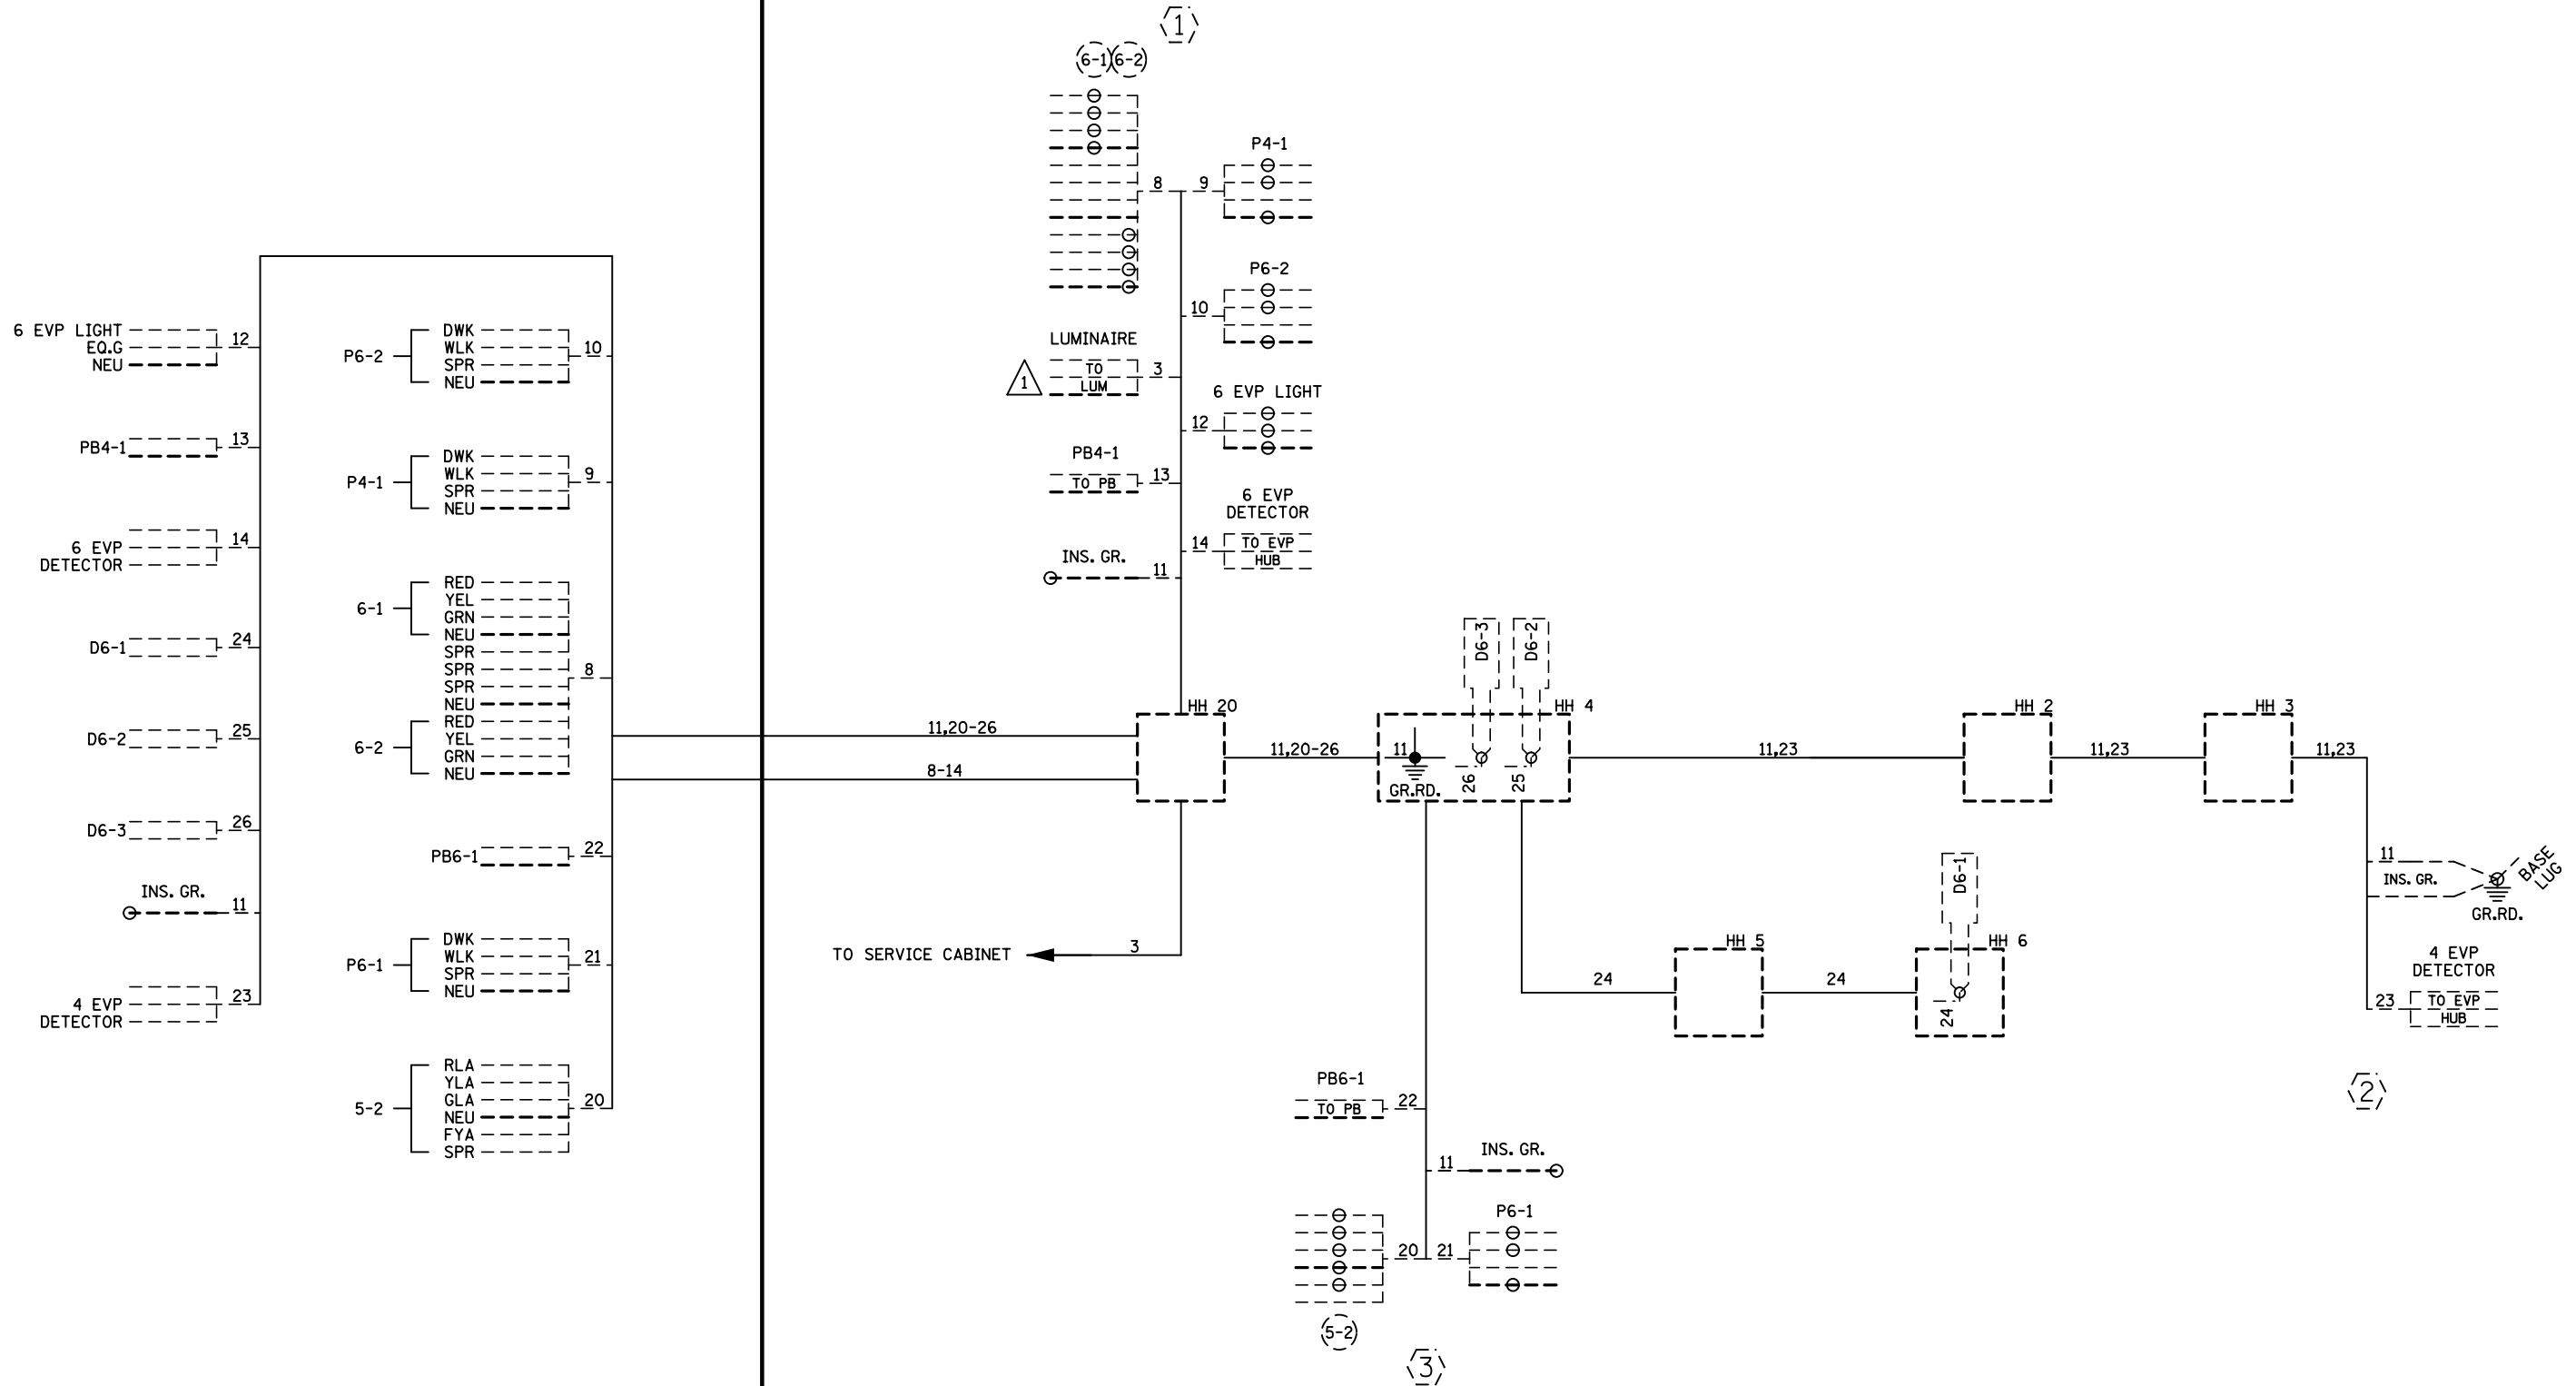 6 EVP LIGHT
EQ.G
NEU
12
PB4-1
13
6 EVP
DETECTOR
14
D6-1
24
D6-2
25
D6-3
26
INS. GR.
11
4 EVP
DETECTOR
23
P6-2
DWK
WLK
SPR
NEU
10
P4-1
DWK
WLK
SPR
NEU
9
6-1
RED
YEL
GRN
NEU
SPR
SPR
SPR
NEU
8
6-2
RED
YEL
GRN
NEU
PB6-1
22
P6-1
DWK
WLK
SPR
NEU
21
5-2
RLA
YLA
GLA
NEU
FYA
SPR
20
11,20-26
8-14
1
6-1
6-2
8
9
P4-1
P6-2
10
LUMINAIRE
TO
LUM
3
1
6 EVP LIGHT
12
PB4-1
TO PB
13
6 EVP
DETECTOR
TO EVP
HUB
14
INS. GR.
11
HH 20
11,20-26
TO SERVICE CABINET
3
D6-3
D6-2
HH 4
11
GR.RD.
26
25
11,23
HH 2
11,23
HH 3
11,23
11
INS. GR.
BASE
LUG
GR.RD.
4 EVP
DETECTOR
23
TO EVP
HUB
2
24
HH 5
24
D6-1
HH 6
24
PB6-1
TO PB
22
INS. GR.
11
P6-1
20
21
5-2
3